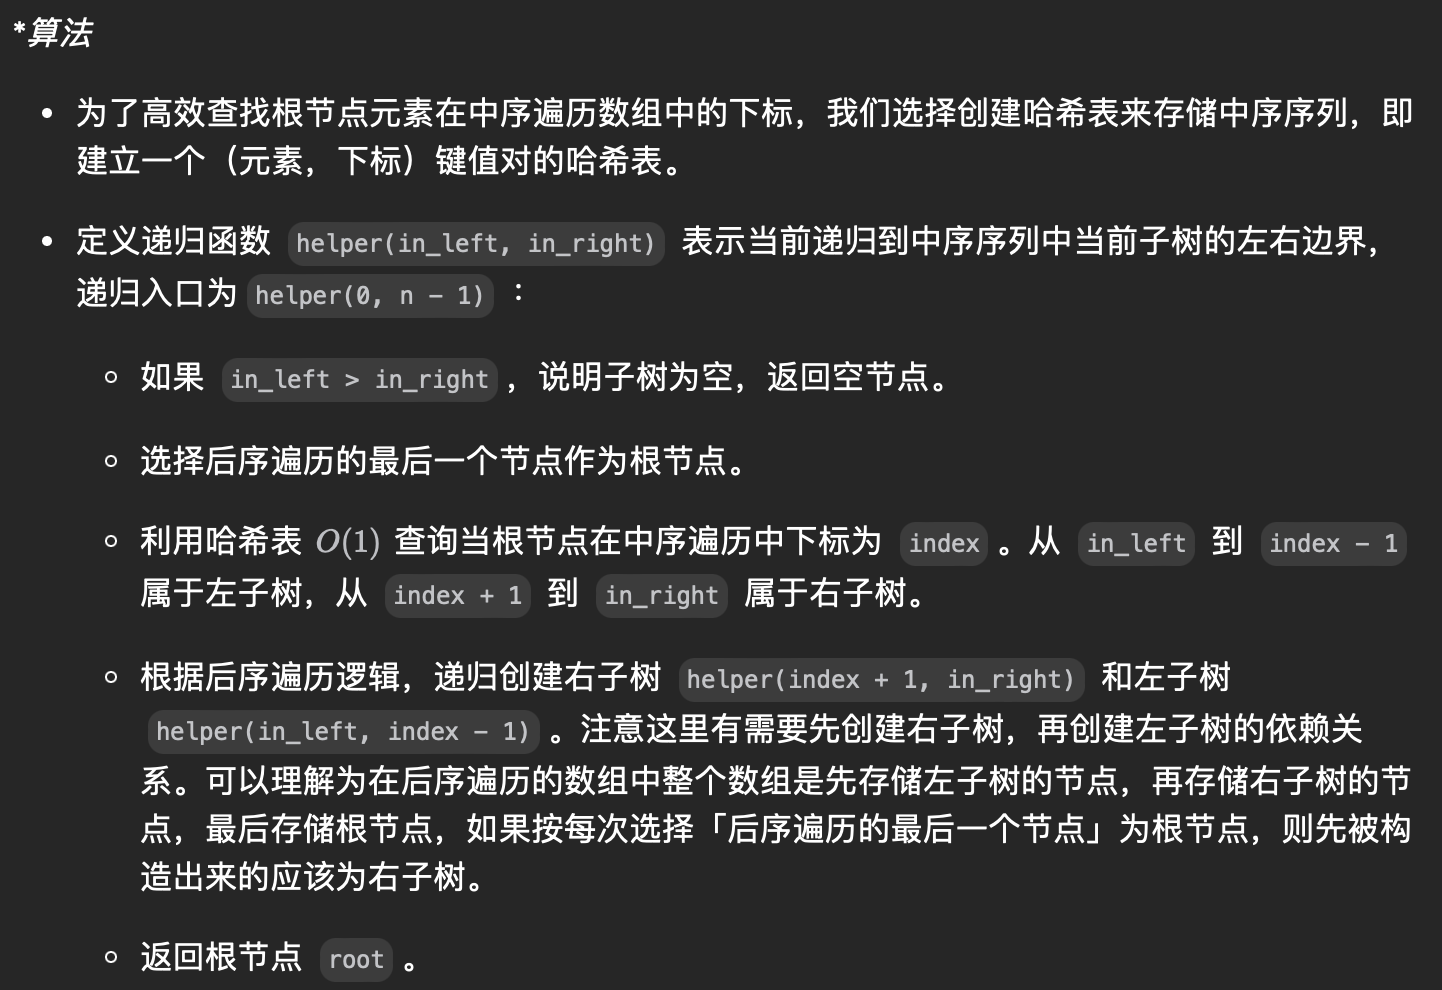 *算法
• 为了高效查找根节点元素在中序遍历数组中的下标，我们选择创建哈希表来存储中序序列，即
建立一个（元素，下标）键值对的哈希表。
• 定义递归函数 helper(in_left, in_right) 表示当前递归到中序序列中当前子树的左右边界，
递归入口为 helper(0, n - 1) ：
◦ 如果 in_left > in_right ，说明子树为空，返回空节点。
◦ 选择后序遍历的最后一个节点作为根节点。
◦ 利用哈希表 O(1) 查询当根节点在中序遍历中下标为 index 。从 in_left 到 index - 1
属于左子树，从 index + 1 到 in_right 属于右子树。
◦ 根据后序遍历逻辑，递归创建右子树 helper(index + 1, in_right) 和左子树
helper(in_left, index - 1) 。注意这里有需要先创建右子树，再创建左子树的依赖关
系。可以理解为在后序遍历的数组中整个数组是先存储左子树的节点，再存储右子树的节
点，最后存储根节点，如果按每次选择「后序遍历的最后一个节点」为根节点，则先被构
造出来的应该为右子树。
◦ 返回根节点 root 。